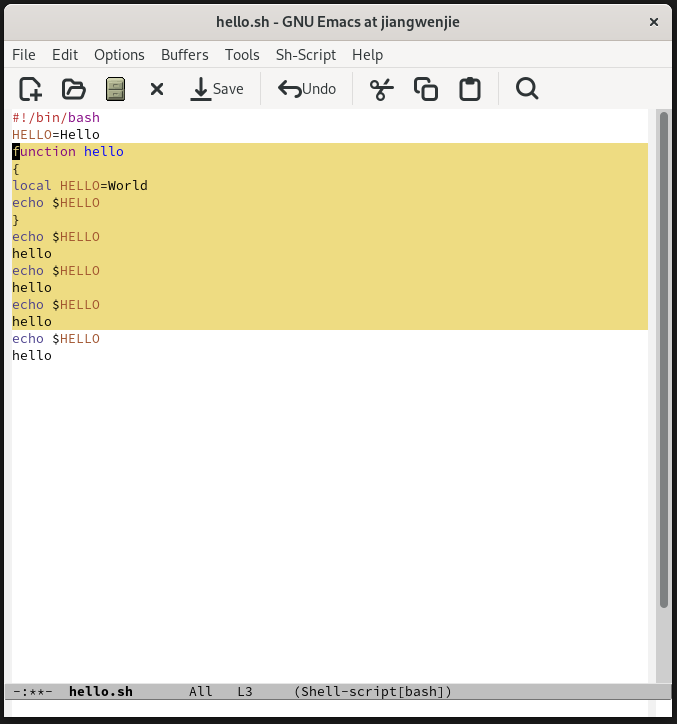 hello.sh - GNU Emacs at jiangwenjie
File Edit Options Buffers Tools Sh-Script Help
Save Undo
#!/bin/bash
HELLO=Hello
function hello
{
local HELLO=World
echo $HELLO
}
echo $HELLO
hello
echo $HELLO
hello
echo $HELLO
hello
echo $HELLO
hello
-:**- hello.sh All L3 (Shell-script[bash])